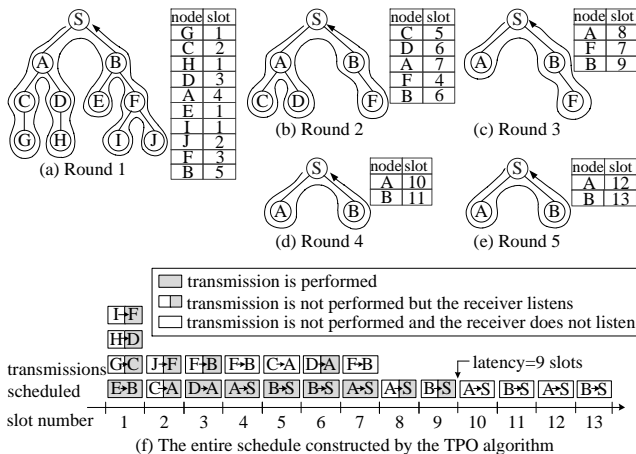 S
A B
C D E F
G H I J
(a) Round 1
node slot
G 1
C 2
H 1
D 3
A 4
E 1
I 1
J 2
F 3
B 5
S
A B
C D F
(b) Round 2
node slot
C 5
D 6
A 7
F 4
B 6
S
A B
F
(c) Round 3
node slot
A 8
F 7
B 9
S
A B
(d) Round 4
node slot
A 10
B 11
S
A B
(e) Round 5
node slot
A 12
B 13
transmission is performed
transmission is not performed but the receiver listens
transmission is not performed and the receiver does not listen
I→F
H→D
transmissions G→C J→F F→B F→B C→A D→A F→B latency=9 slots
scheduled E→B C→A D→A A→S B→S B→S A→S A→S B→S A→S B→S A→S B→S
slot number 1 2 3 4 5 6 7 8 9 10 11 12 13
(f) The entire schedule constructed by the TPO algorithm